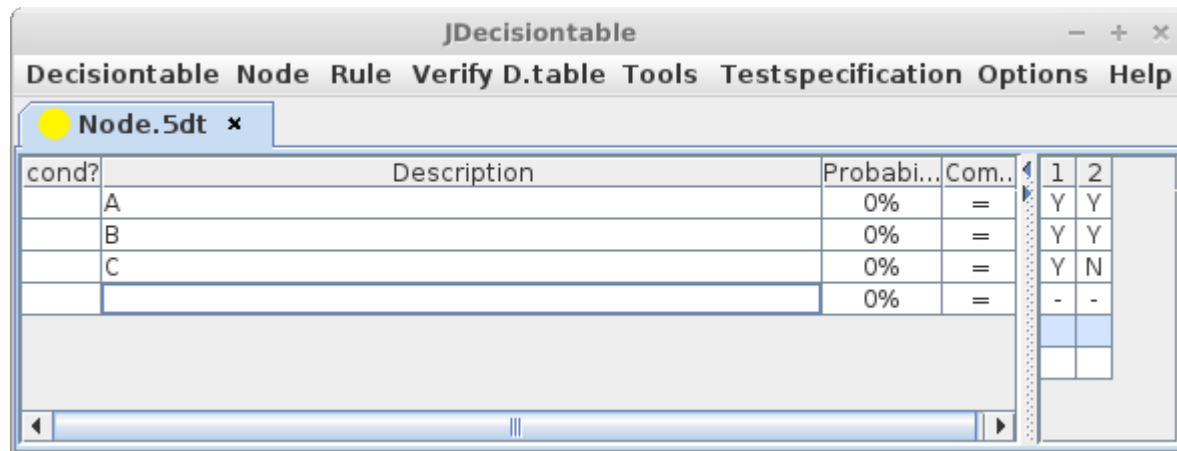 JDecisiontable
Decisiontable Node Rule Verify D.table Tools Testspecification Options Help
Node.5dt ×
cond? Description Probabi... Com.. 1 2
A 0% = Y Y
B 0% = Y Y
C 0% = Y N
0% = - -